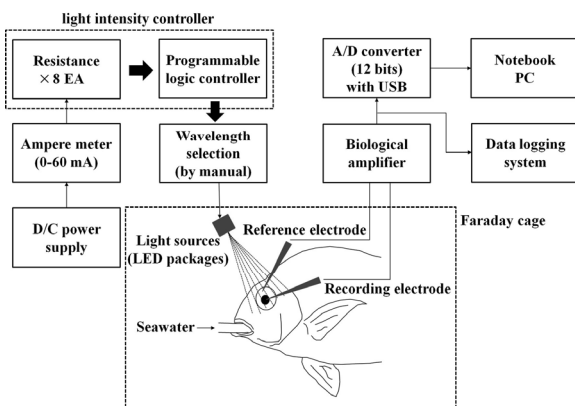 light intensity controller
Resistance
× 8 EA
Programmable
logic controller
A/D converter
(12 bits)
with USB
Notebook
PC
Ampere meter
(0-60 mA)
Wavelength
selection
(by manual)
Biological
amplifier
Data logging
system
D/C power
supply
Faraday cage
Light sources
(LED packages)
Reference electrode
Recording electrode
Seawater